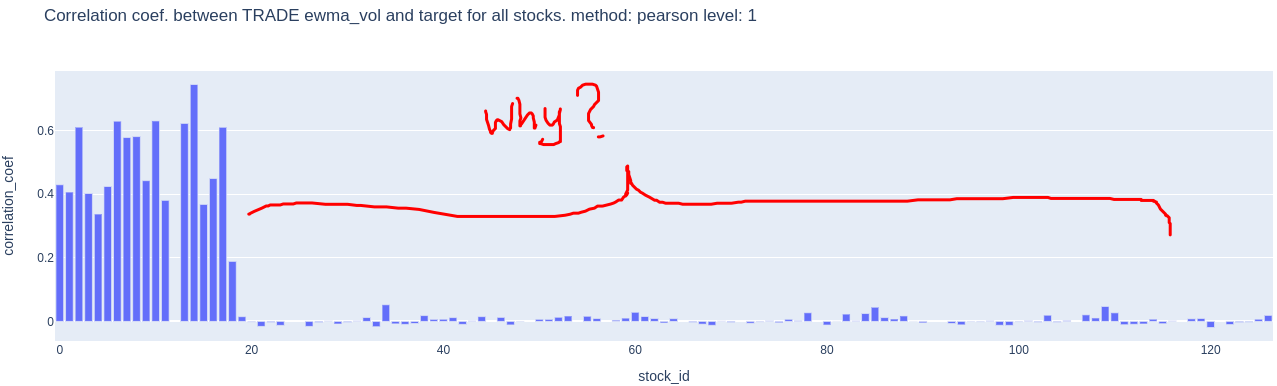 Correlation coef. between TRADE ewma_vol and target for all stocks. method: pearson level: 1
why?
correlation_coef
0.6
0.4
0.2
0
0 20 40 60 80 100 120
stock_id